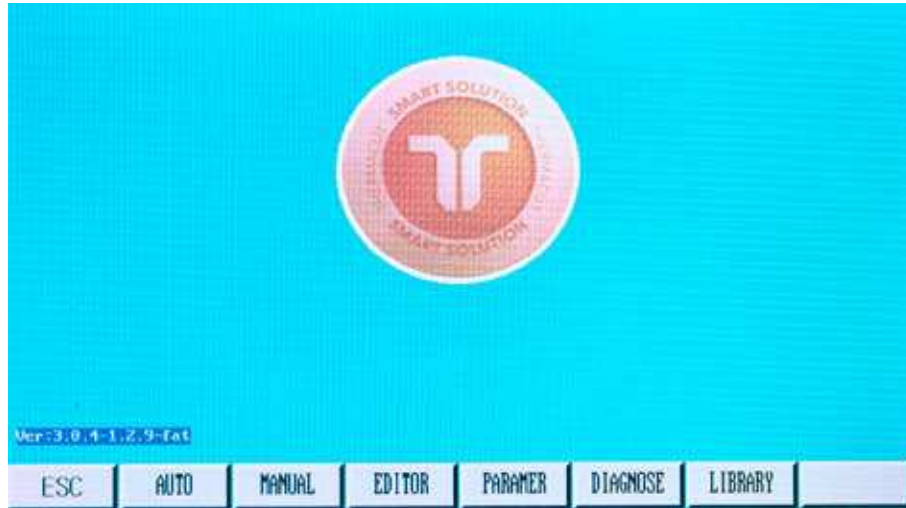 SMART SOLUTION
SMART SOLUTION
Ver:3.0.4-1.2.9-fat
ESC AUTO MANUAL EDITOR PARAMER DIAGNOSE LIBRARY